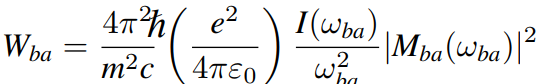 W_{ba} = \frac{4\pi^2 \hbar}{m^2 c} \left( \frac{e^2}{4\pi\varepsilon_0} \right) \frac{I(\omega_{ba})}{\omega_{ba}^2} |M_{ba}(\omega_{ba})|^2